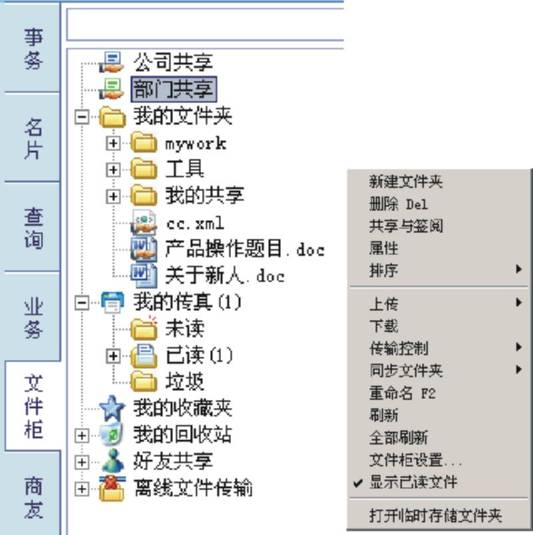 事务
名片
查询
业务
文件柜
商友
公司共享
部门共享
我的文件夹
mywork
工具
我的共享
cc.xml
产品操作题目.doc
关于新人.doc
我的传真(1)
未读
已读(1)
垃圾
我的收藏夹
我的回收站
好友共享
离线文件传输
新建文件夹
删除 Del
共享与签阅
属性
排序
上传
下载
传输控制
同步文件夹
重命名 F2
刷新
全部刷新
文件柜设置...
显示已读文件
打开临时存储文件夹